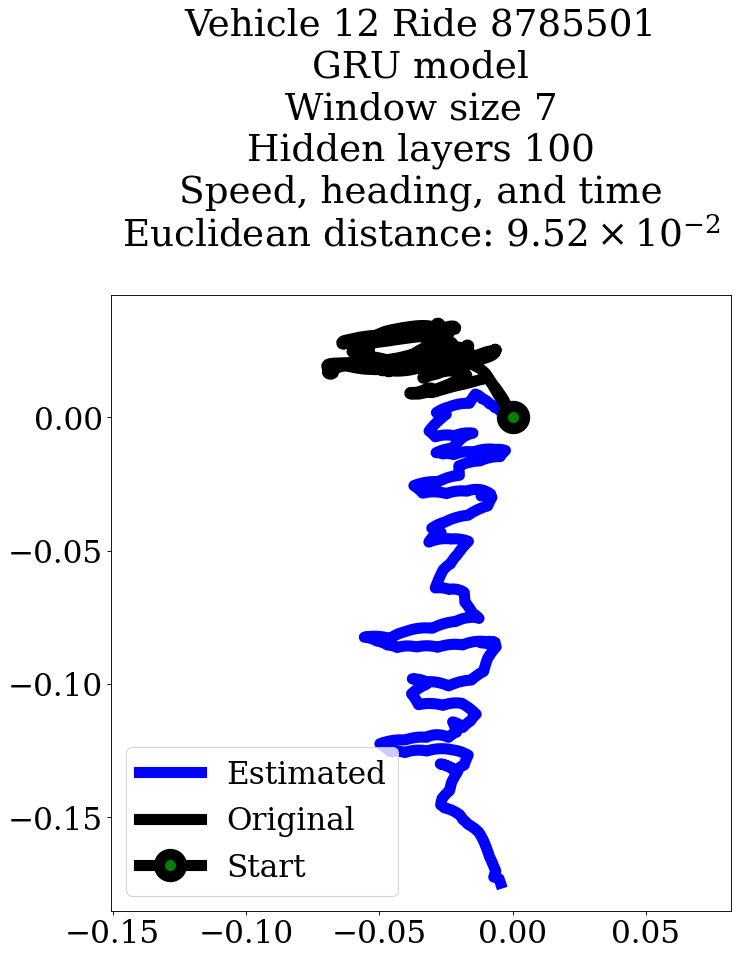 Vehicle 12 Ride 8785501
GRU model
Window size 7
Hidden layers 100
Speed, heading, and time
Euclidean distance: 9.52 × 10⁻²
0.00
−0.05
−0.10
−0.15
Estimated
Original
Start
−0.15 −0.10 −0.05 0.00 0.05